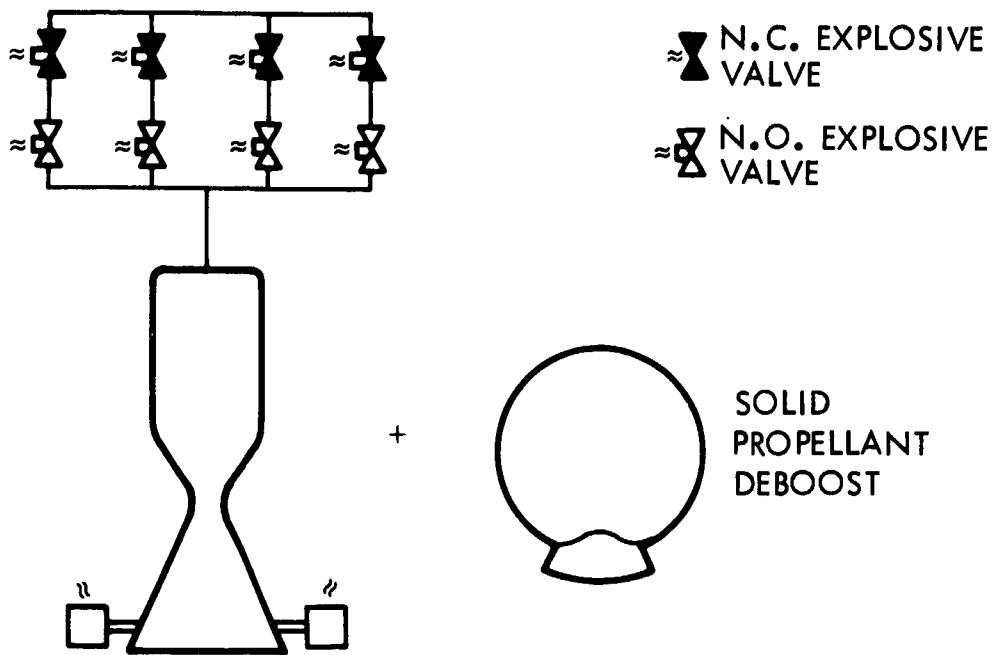 N.C. EXPLOSIVE
VALVE
N.O. EXPLOSIVE
VALVE
SOLID
PROPELLANT
DEBOOST